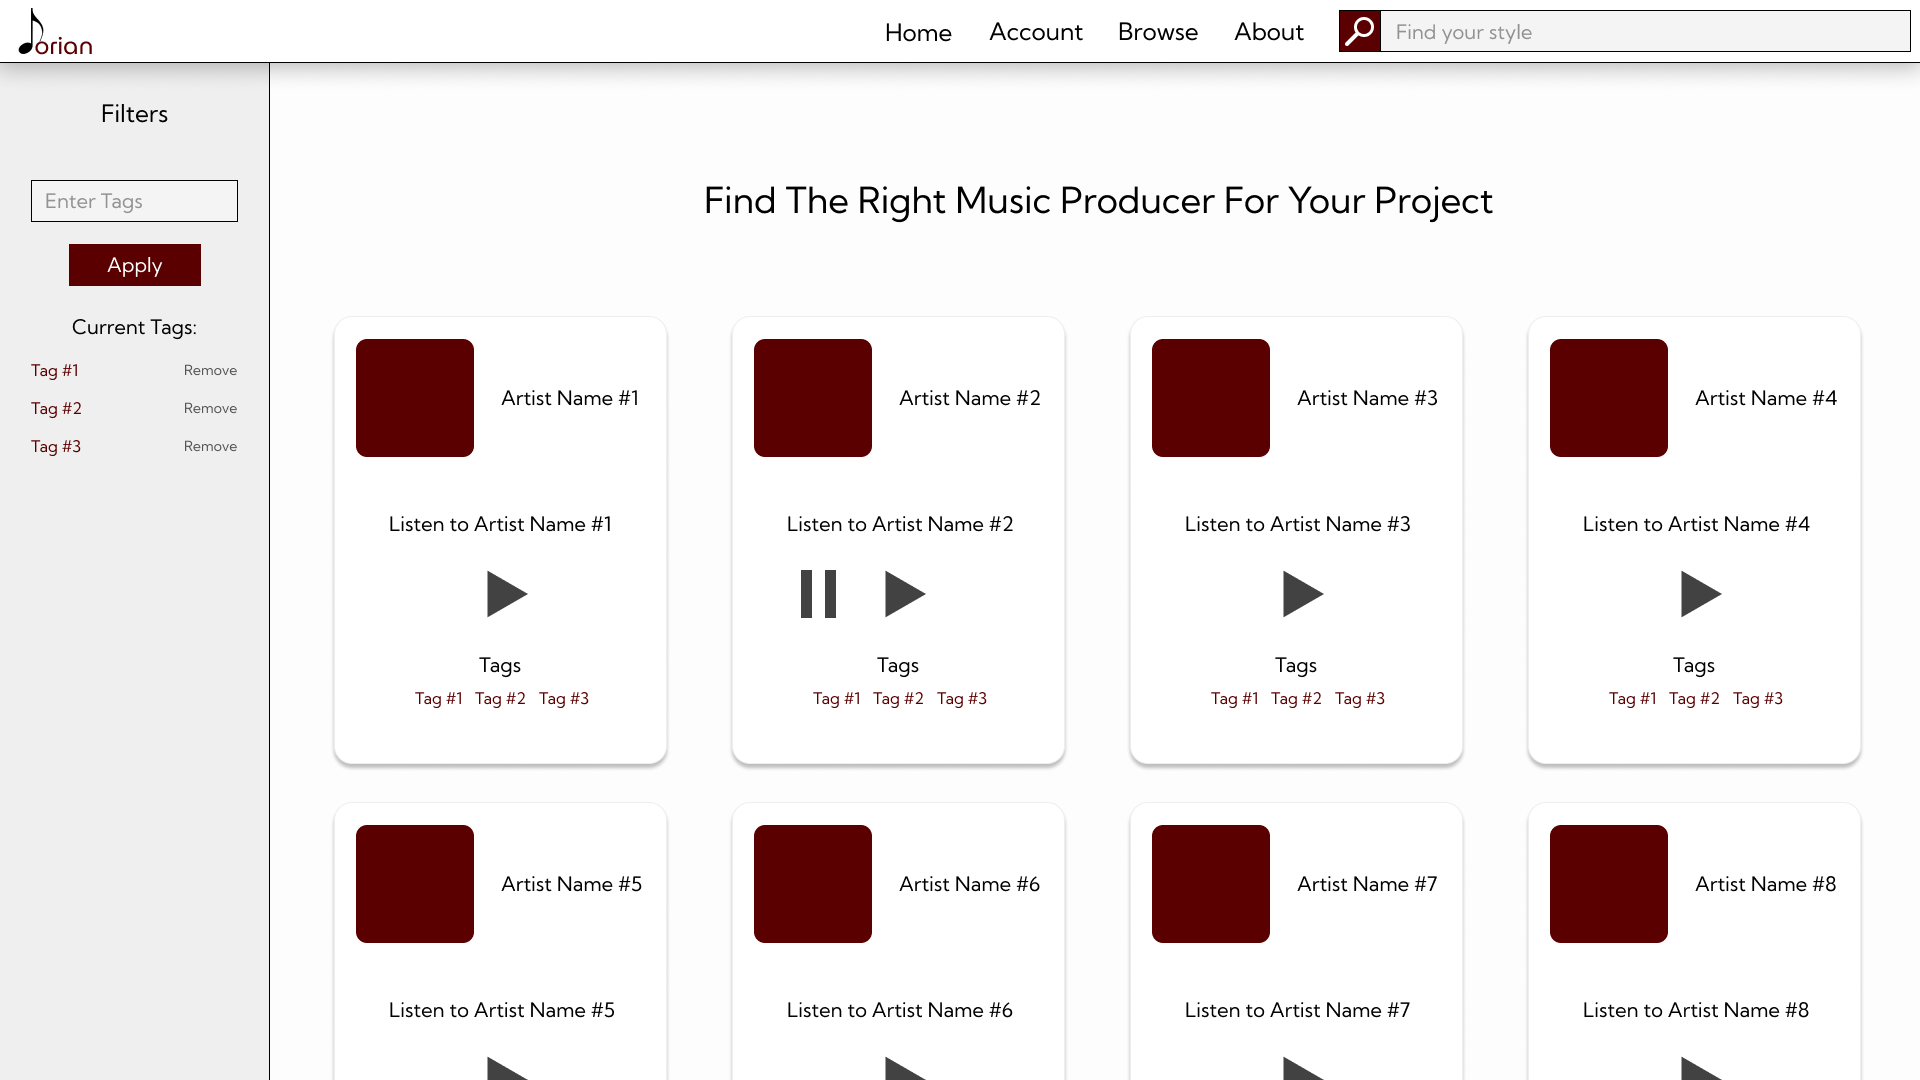 orian
Home Account Browse About Find your style
Filters
Enter Tags
Apply
Current Tags:
Tag #1 Remove
Tag #2 Remove
Tag #3 Remove
Find The Right Music Producer For Your Project
Artist Name #1
Listen to Artist Name #1
Tags
Tag #1 Tag #2 Tag #3
Artist Name #2
Listen to Artist Name #2
Tags
Tag #1 Tag #2 Tag #3
Artist Name #3
Listen to Artist Name #3
Tags
Tag #1 Tag #2 Tag #3
Artist Name #4
Listen to Artist Name #4
Tags
Tag #1 Tag #2 Tag #3
Artist Name #5
Listen to Artist Name #5
Artist Name #6
Listen to Artist Name #6
Artist Name #7
Listen to Artist Name #7
Artist Name #8
Listen to Artist Name #8